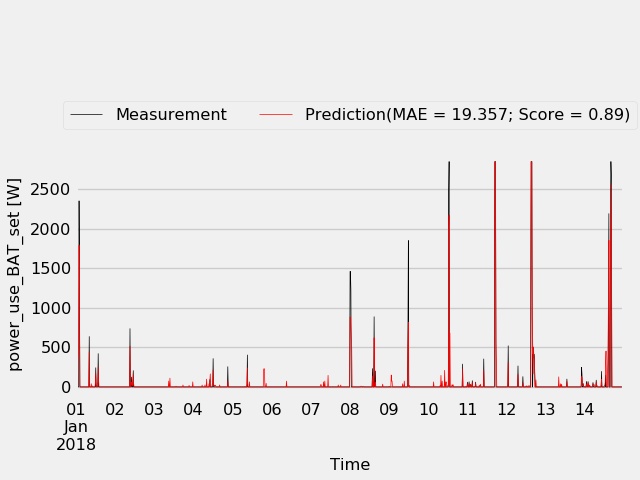 Measurement
Prediction(MAE = 19.357; Score = 0.89)
power_use_BAT_set [W]
2500
2000
1500
1000
500
0
01 02 03 04 05 06 07 08 09 10 11 12 13 14
Jan
2018
Time